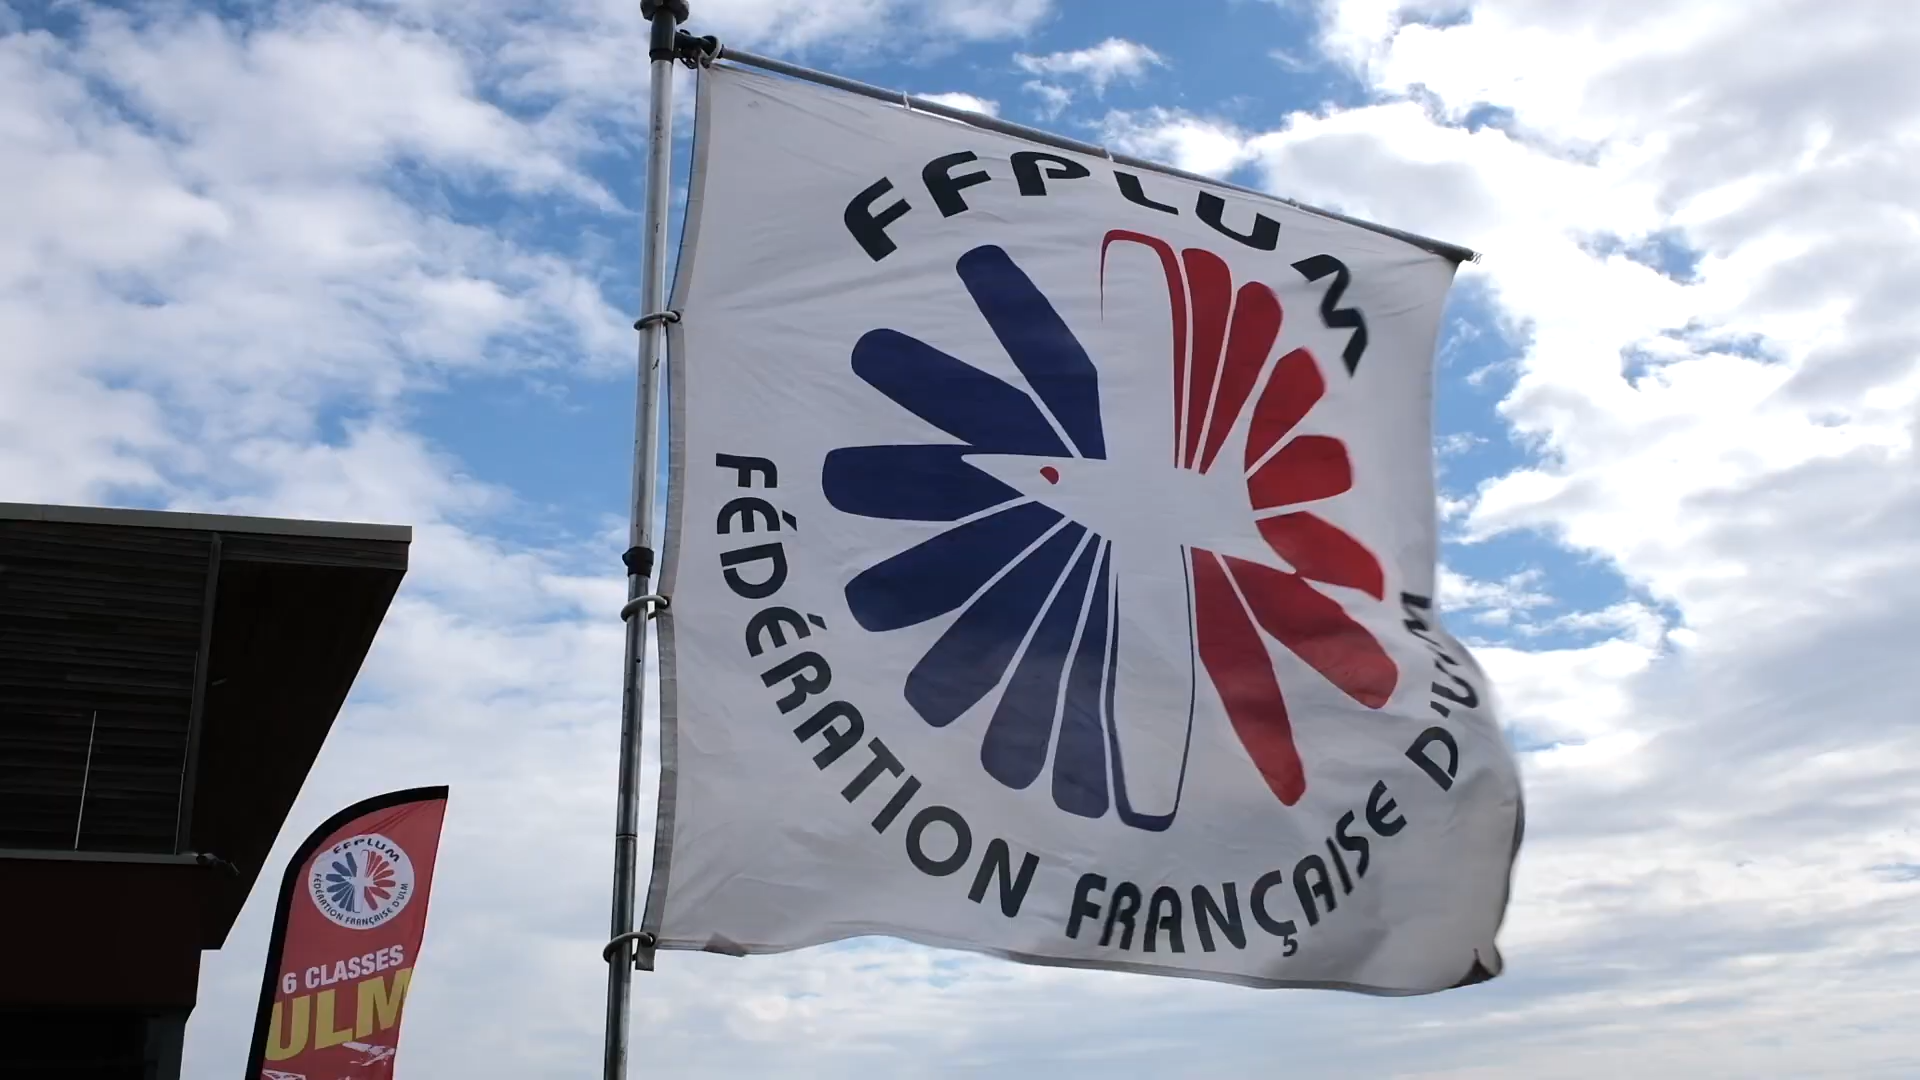 FFPLUM
FÉDÉRATION FRANÇAISE D'ULM
FFPLUM
FÉDÉRATION FRANÇAISE D'ULM
6 CLASSES
ULM